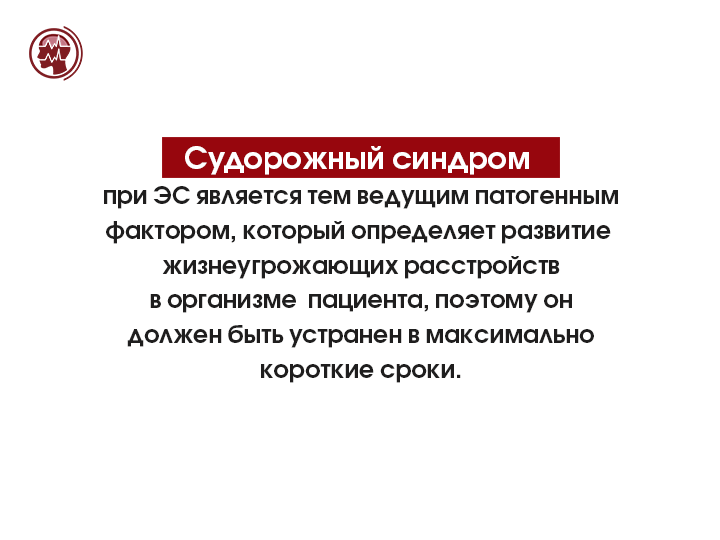 Судорожный синдром
при ЭС является тем ведущим патогенным
фактором, который определяет развитие
жизнеугрожающих расстройств
в организме  пациента, поэтому он
должен быть устранен в максимально
короткие сроки.